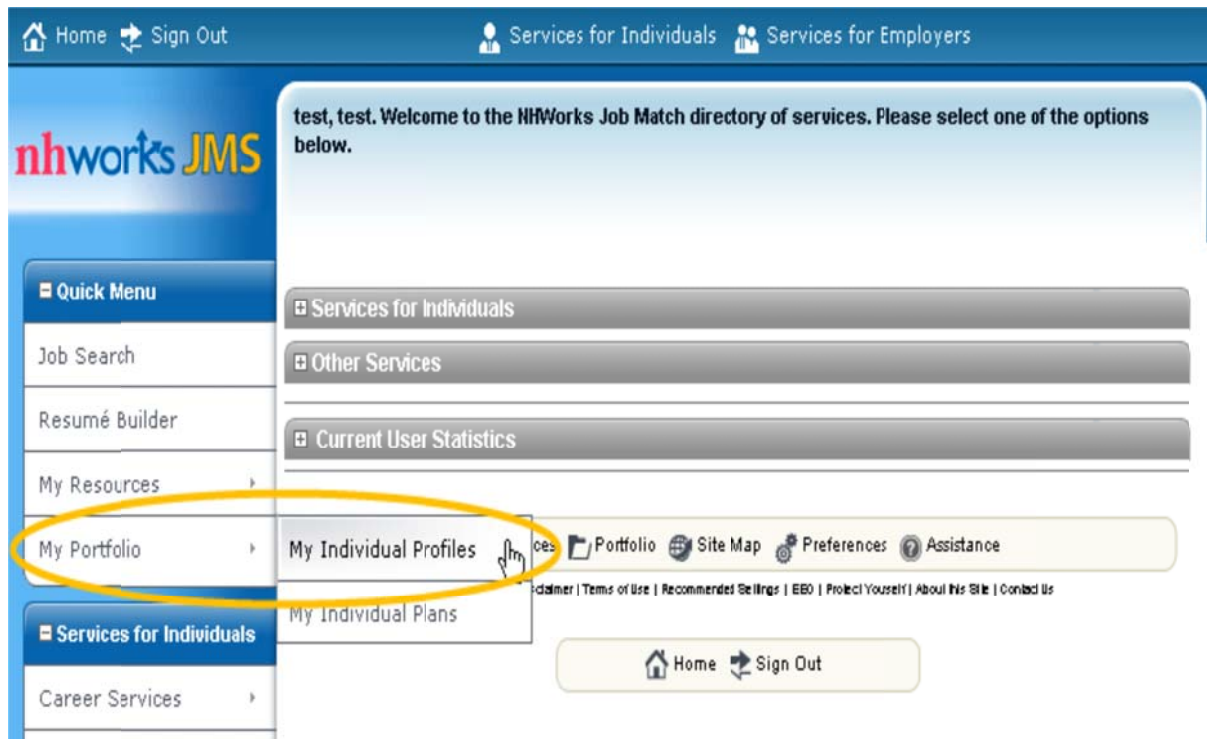 Home Sign Out Services for Individuals Services for Employers
nhworks JMS
test, test. Welcome to the NHWorks Job Match directory of services. Please select one of the options
below.
Quick Menu
Job Search
Resumé Builder
My Resources
My Portfolio
My Individual Profiles
My Individual Plans
Services for Individuals
Career Services
Services for Individuals
Other Services
Current User Statistics
Portfolio Site Map Preferences Assistance
| Terms of Use | Recommended Settings | EEO | Protect Yourself | About this Site | Contact Us
Home Sign Out